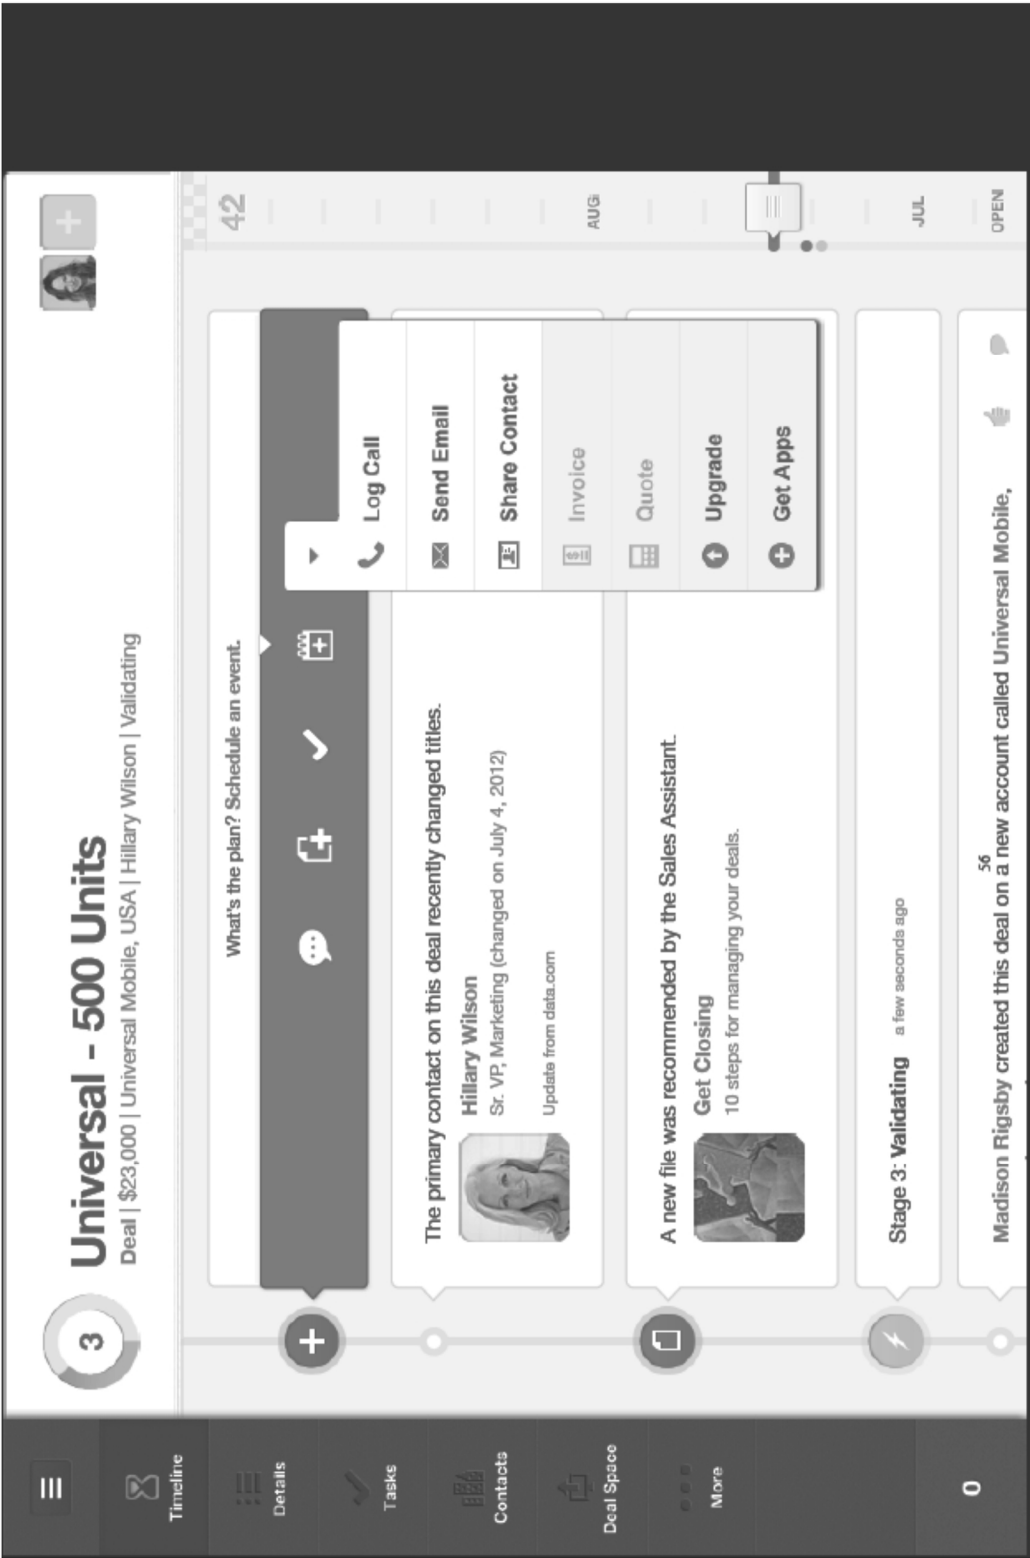 3
Universal - 500 Units
Deal | $23,000 | Universal Mobile, USA | Hillary Wilson | Validating
Timeline
Details
Tasks
Contacts
Deal Space
More
0
What's the plan? Schedule an event.
Log Call
Send Email
Share Contact
Invoice
Quote
Upgrade
Get Apps
The primary contact on this deal recently changed titles.
Hillary Wilson
Sr. VP, Marketing (changed on July 4, 2012)
Update from data.com
A new file was recommended by the Sales Assistant.
Get Closing
10 steps for managing your deals.
Stage 3: Validating a few seconds ago
56
Madison Rigsby created this deal on a new account called Universal Mobile,
42
AUG
JUL
OPEN